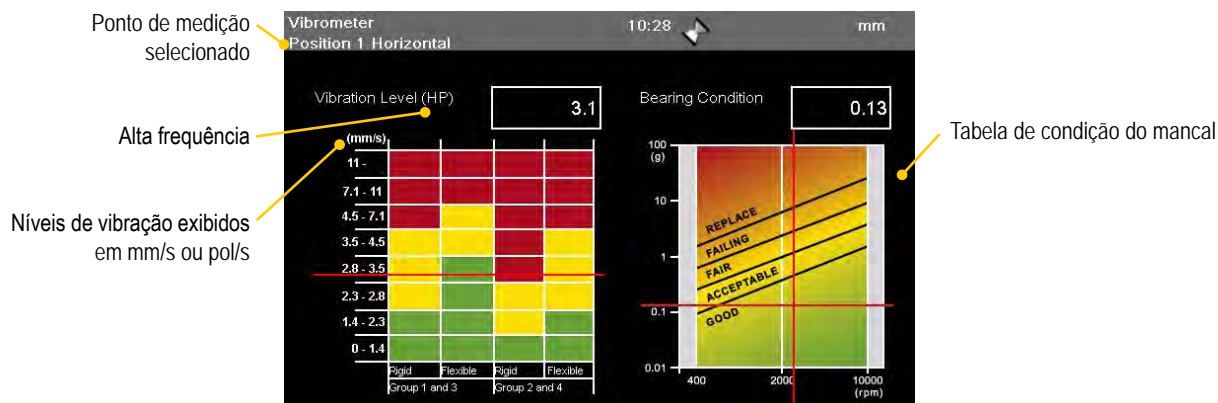 Ponto de medição
selecionado
Alta frequência
Níveis de vibração exibidos
em mm/s ou pol/s
Vibrometer
10:28
mm
Position 1 Horizontal
Vibration Level (HP)
3.1
(mm/s)
11 -
7.1 - 11
4.5 - 7.1
3.5 - 4.5
2.8 - 3.5
2.3 - 2.8
1.4 - 2.3
0 - 1.4
Rigid
Flexible
Rigid
Flexible
Group 1 and 3
Group 2 and 4
Bearing Condition
0.13
100
(g)
10
1
0.1
0.01
REPLACE
FAILING
FAIR
ACCEPTABLE
GOOD
400
2000
10000
(rpm)
Tabela de condição do mancal